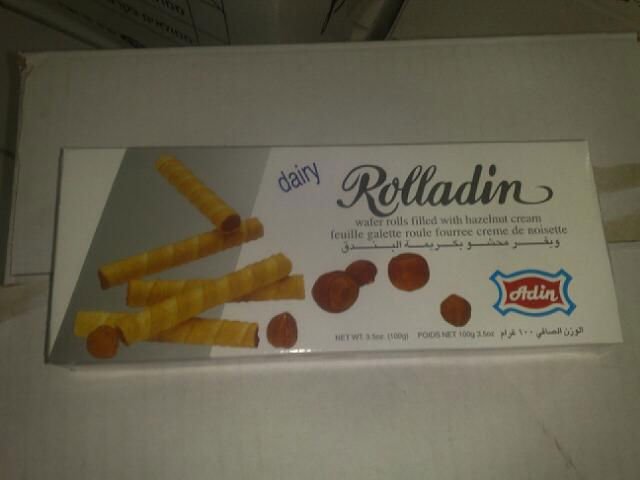 dairy
Rolladin
wafer rolls filled with hazelnut cream
feuille galette roule fourree creme de noisette
ويفر محشو بكريمة البندق
Adin
NET WT. 3.5oz. (100g) POIDS NET 100g 3.5oz الوزن الصافي ١٠٠ غرام